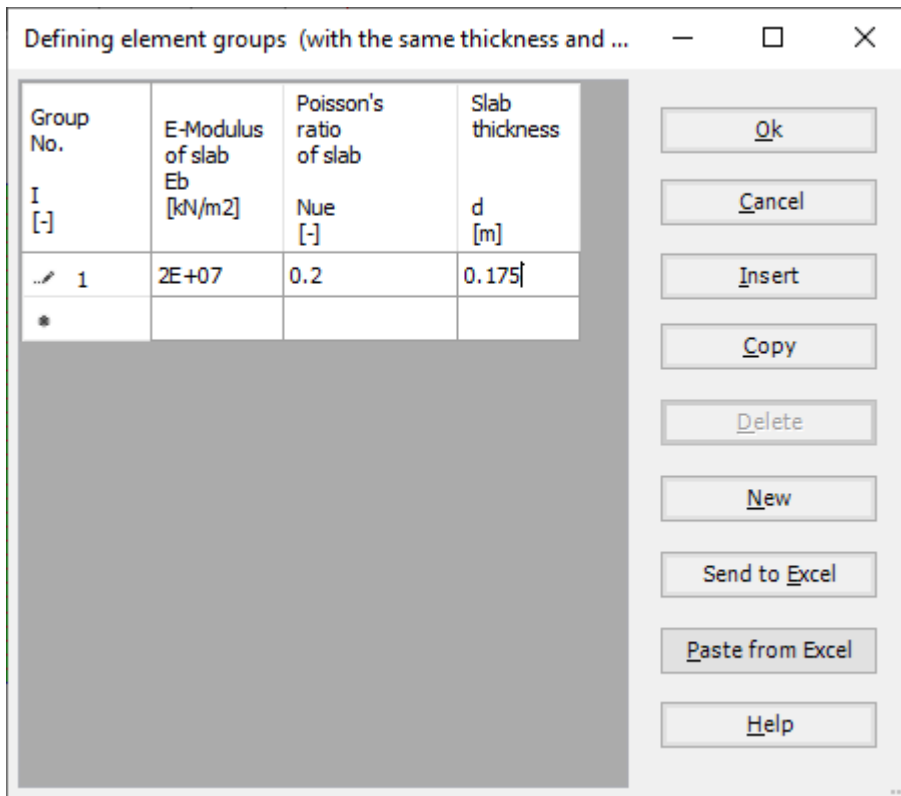 Defining element groups (with the same thickness and ...
Group
No.
I
[-]
E-Modulus
of slab
Eb
[kN/m2]
Poisson's
ratio
of slab
Nue
[-]
Slab
thickness
d
[m]
1
2E+07
0.2
0.175
Ok
Cancel
Insert
Copy
Delete
New
Send to Excel
Paste from Excel
Help